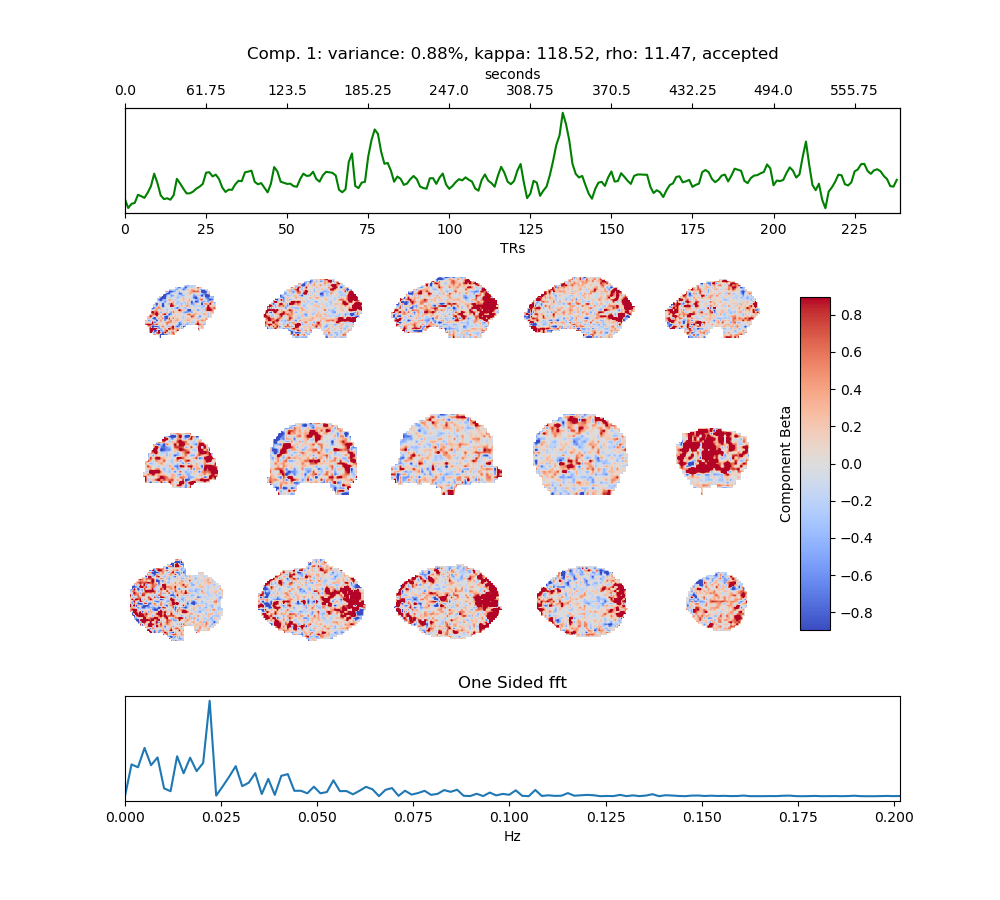 Comp. 1: variance: 0.88%, kappa: 118.52, rho: 11.47, accepted
seconds
0.0 61.75 123.5 185.25 247.0 308.75 370.5 432.25 494.0 555.75
0 25 50 75 100 125 150 175 200 225
TRs
0.8
0.6
0.4
0.2
0.0
−0.2
−0.4
−0.6
−0.8
Component Beta
One Sided fft
0.000 0.025 0.050 0.075 0.100 0.125 0.150 0.175 0.200
Hz